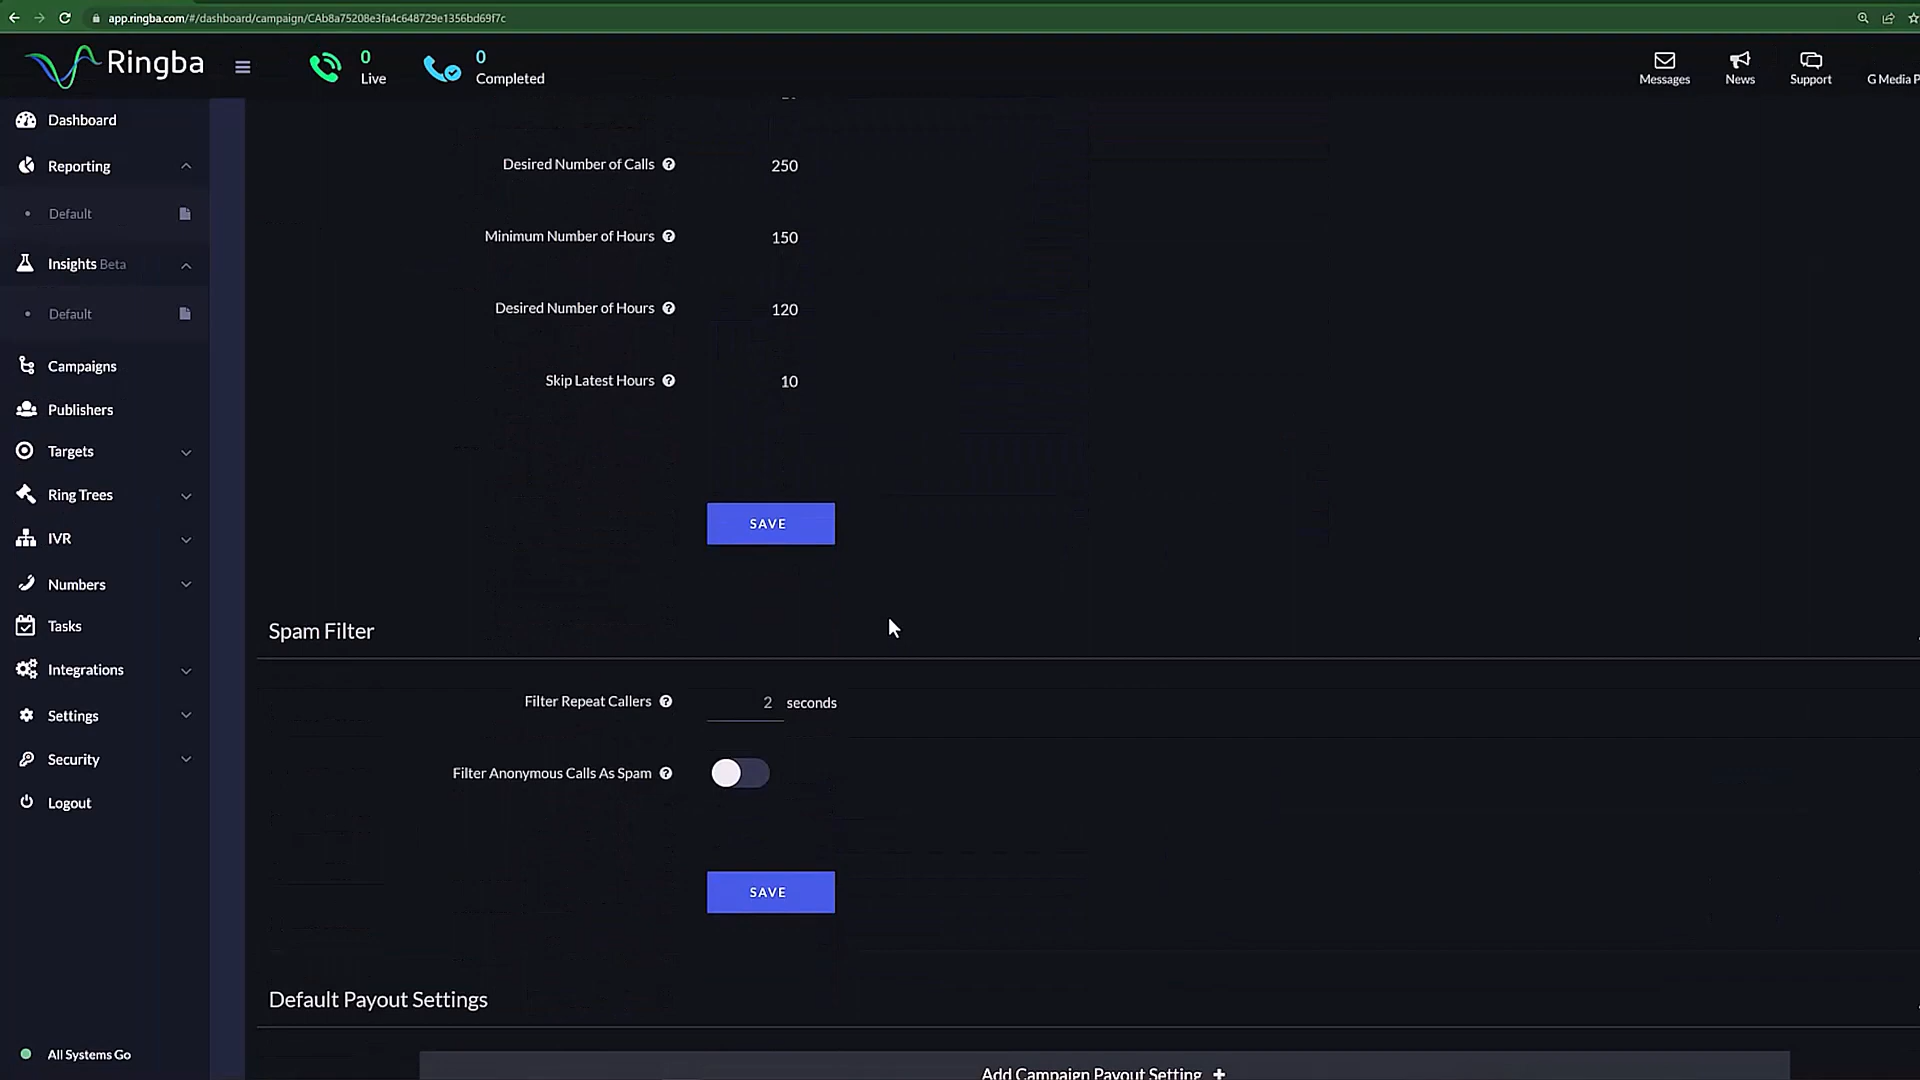 app.ringba.com/#/dashboard/campaign/CAb8a75208e3fa4c648729e1356bd69f7c
Ringba
0
Live
0
Completed
Messages
News
Support
G Media P
Dashboard
Reporting
Default
Insights Beta
Default
Campaigns
Publishers
Targets
Ring Trees
IVR
Numbers
Tasks
Integrations
Settings
Security
Logout
All Systems Go
Desired Number of Calls 250
Minimum Number of Hours 150
Desired Number of Hours 120
Skip Latest Hours 10
SAVE
Spam Filter
Filter Repeat Callers 2 seconds
Filter Anonymous Calls As Spam
SAVE
Default Payout Settings
Add Campaign Payout Setting +